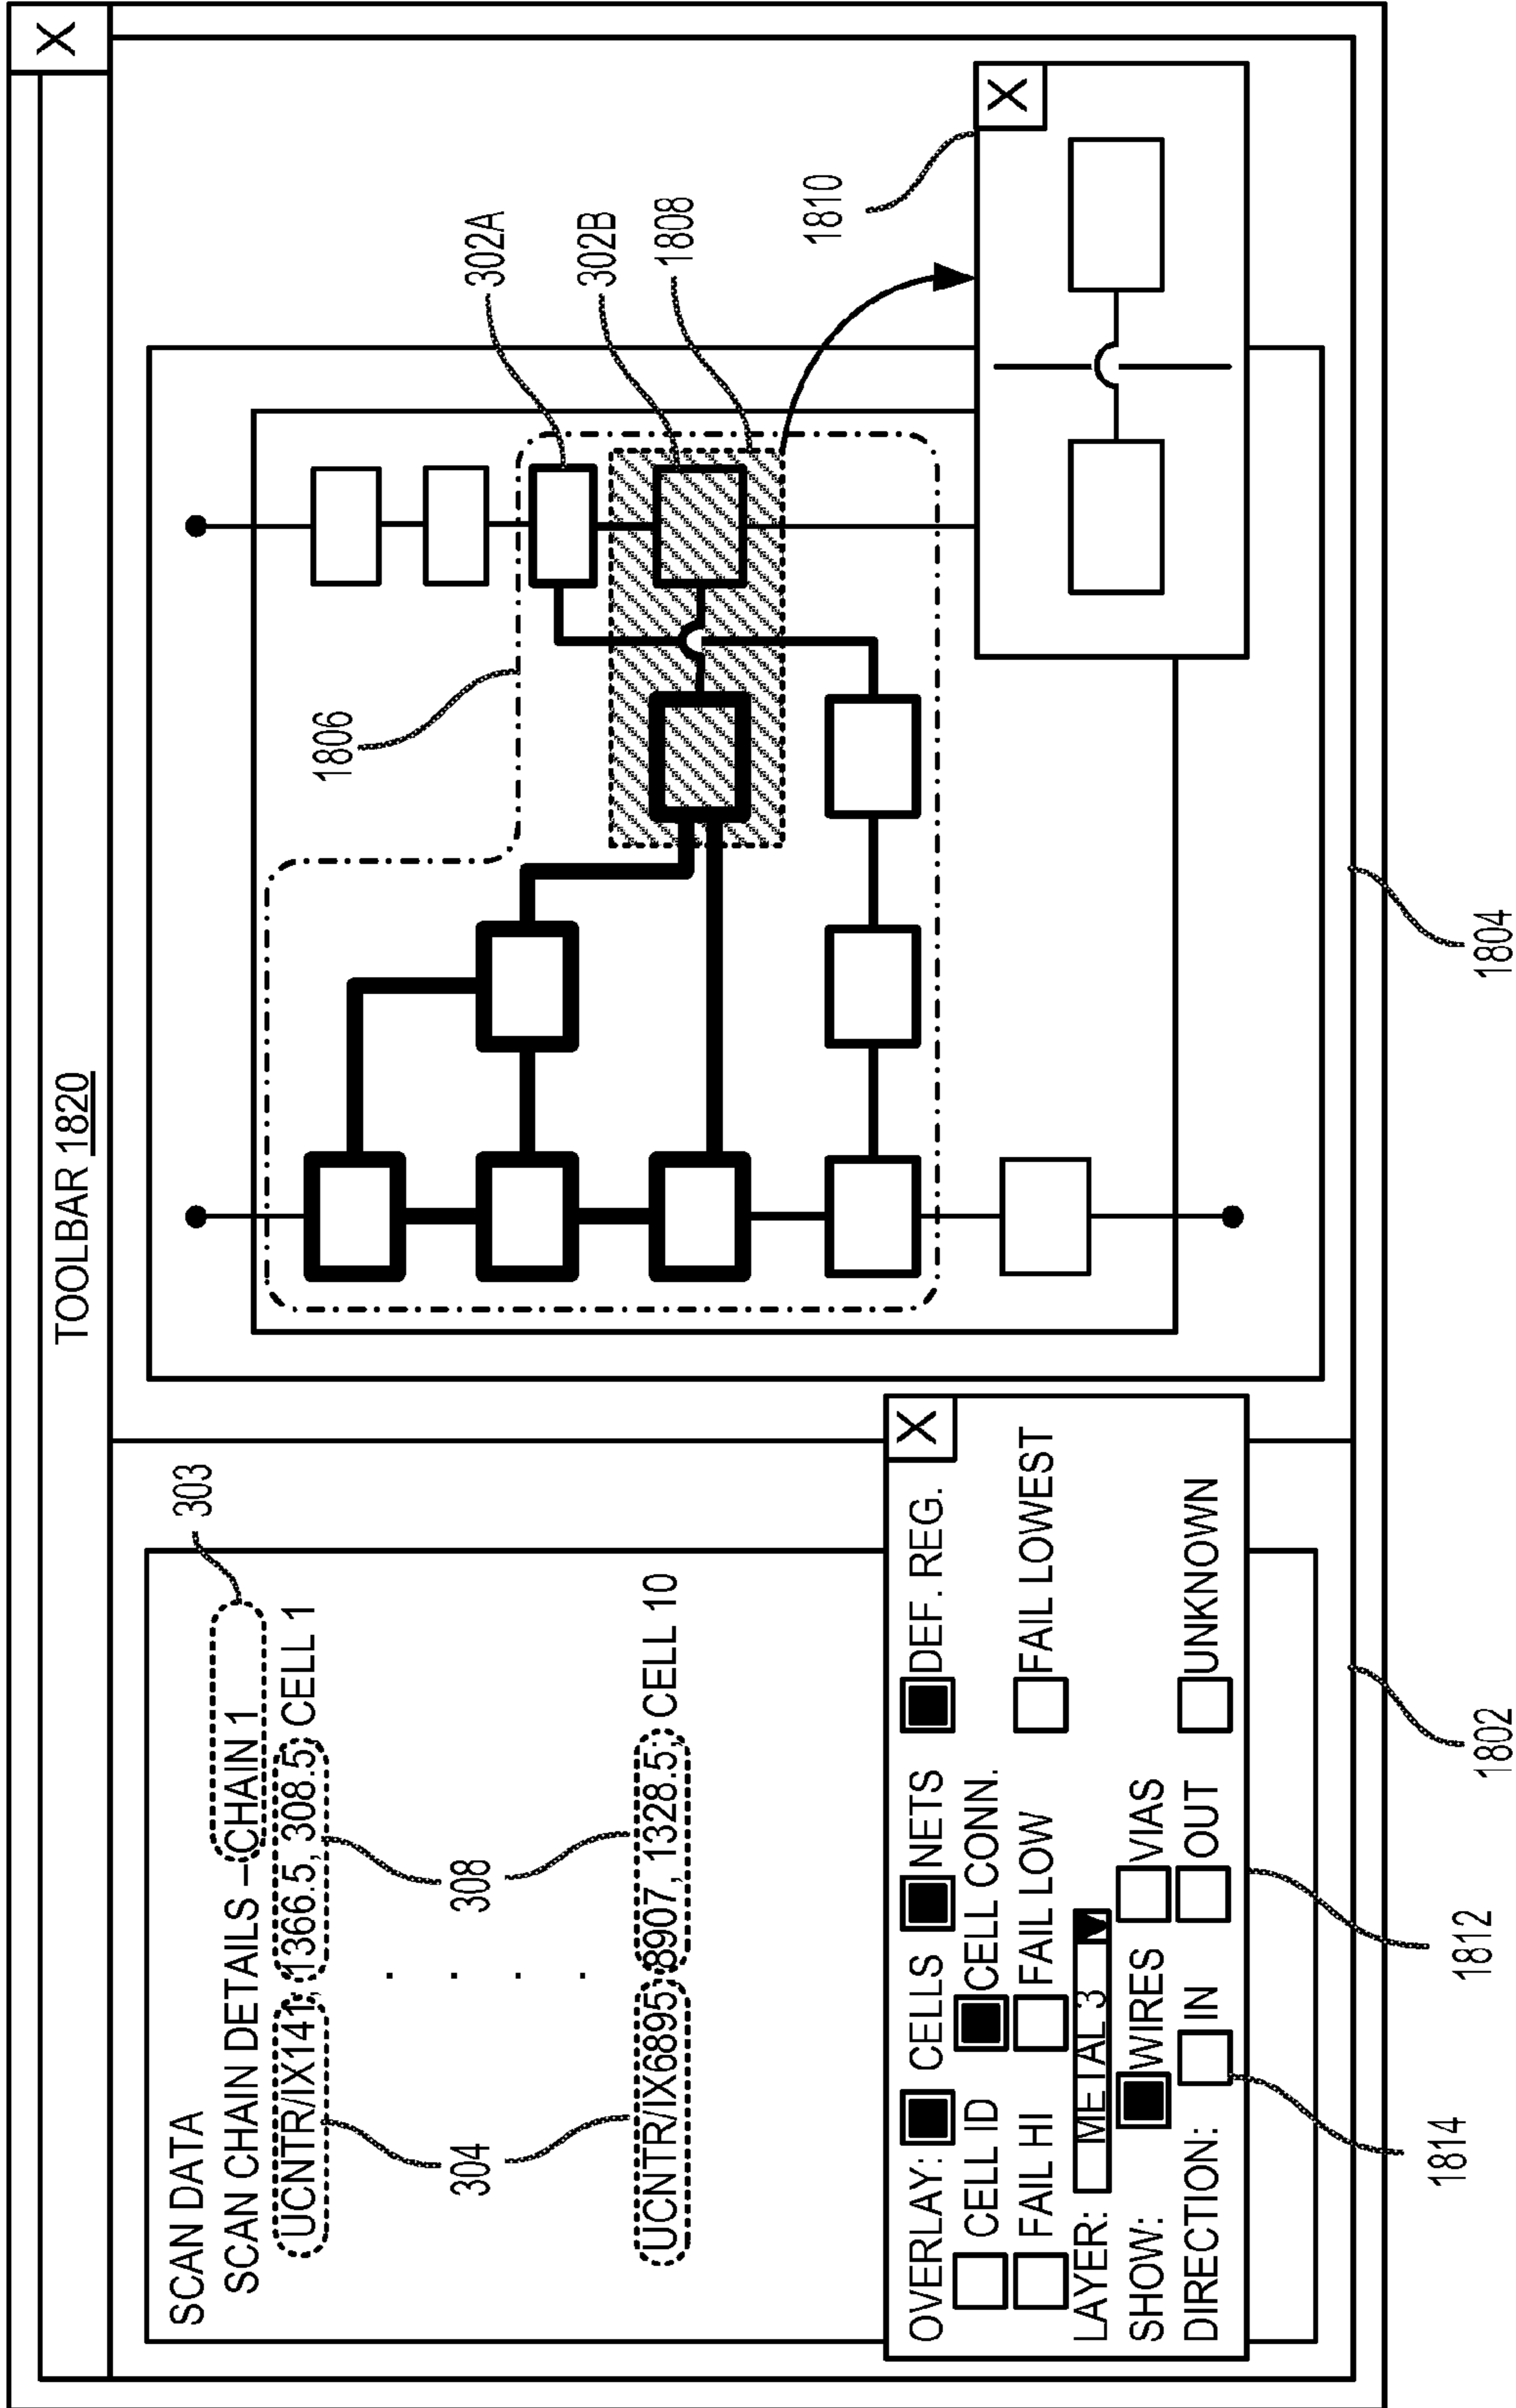 TOOLBAR 1820
X
SCAN DATA
SCAN CHAIN DETAILS – CHAIN 1
303
UCNTR/IX141; 1366.5, 308.5; CELL 1
304
308
.
.
.
.
UCNTR/IX6895; 8907, 1328.5; CELL 10
X
OVERLAY: CELLS NETS DEF. REG.
CELL ID CELL CONN.
FAIL HI FAIL LOW FAIL LOWEST
LAYER: METAL 3
SHOW: WIRES VIAS
DIRECTION: IN OUT UNKNOWN
1806
302A
302B
1808
1810
X
1814
1812
1802
1804